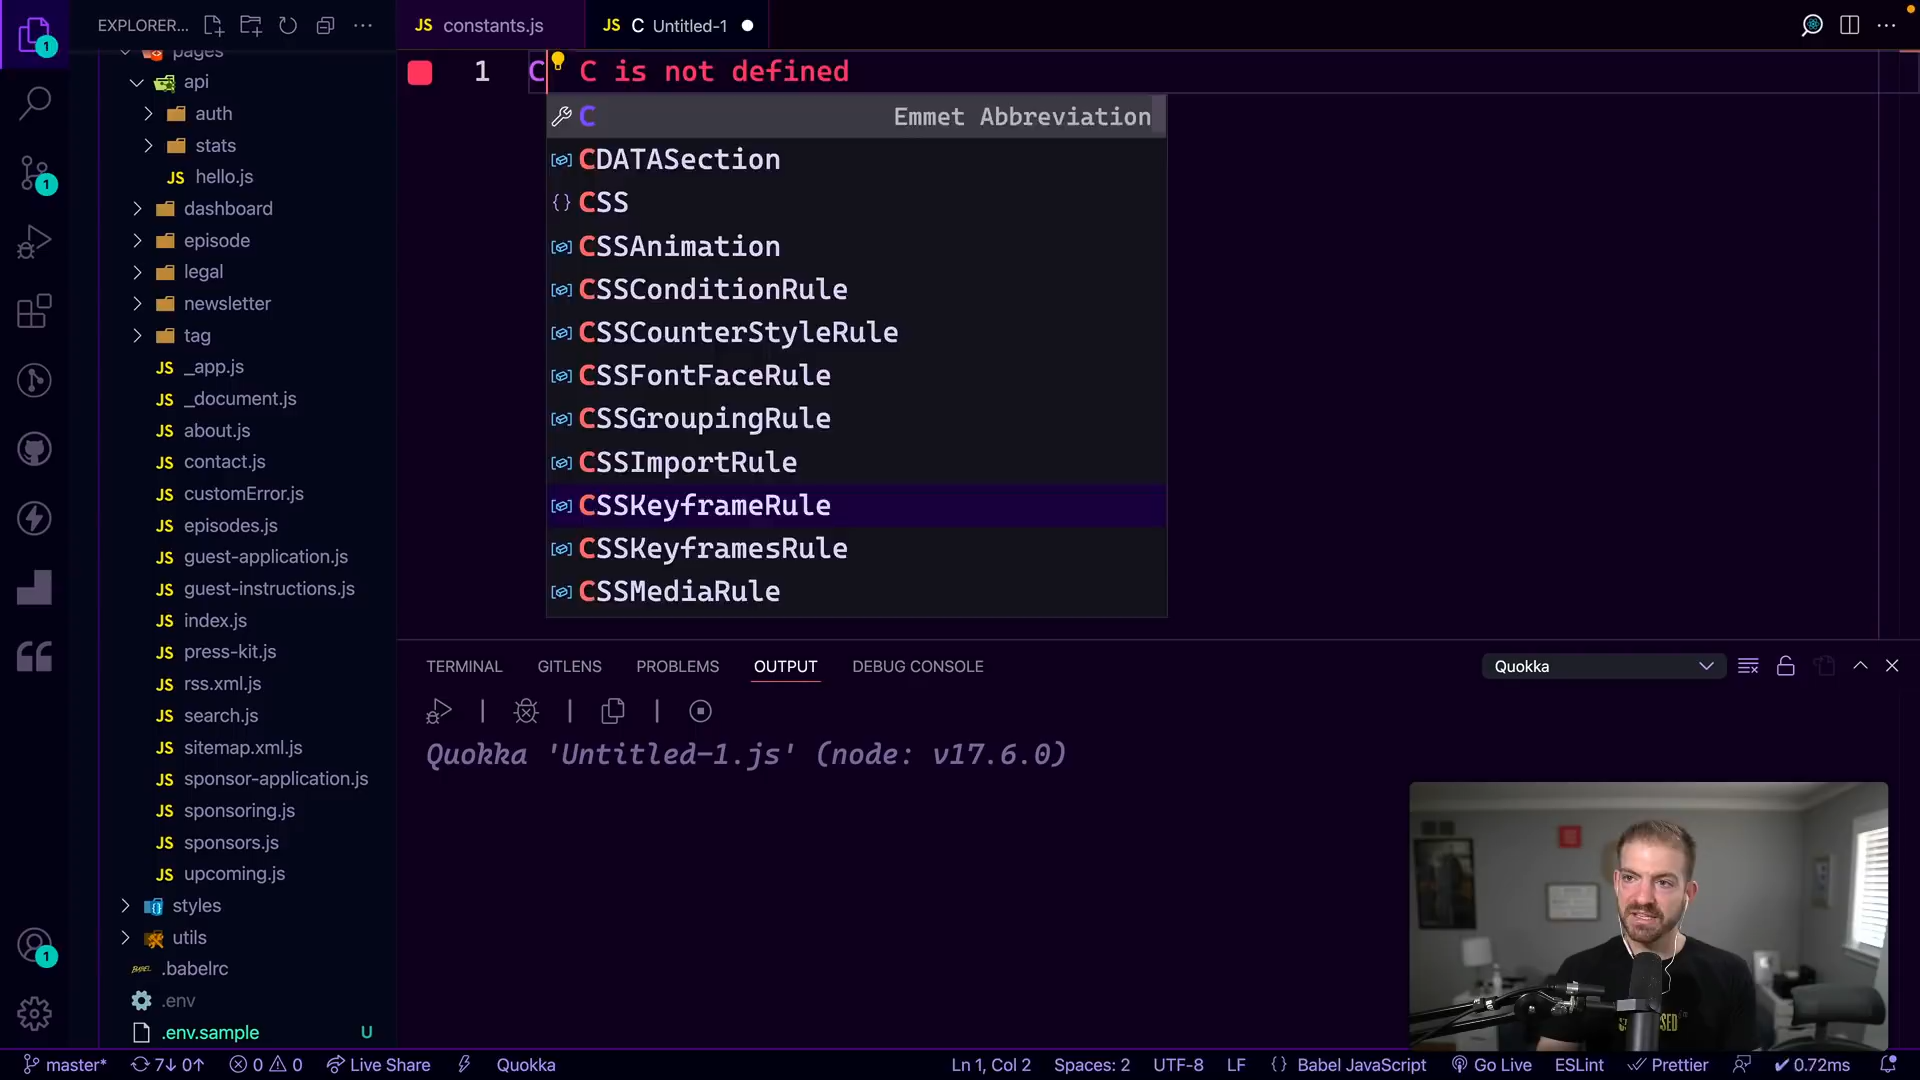 EXPLORER...
JS constants.js
JS C Untitled-1
1
1 C C is not defined
C Emmet Abbreviation
CDATASection
CSS
CSSAnimation
CSSConditionRule
CSSCounterStyleRule
CSSFontFaceRule
CSSGroupingRule
CSSImportRule
CSSKeyframeRule
CSSKeyframesRule
CSSMediaRule
pages
api
auth
stats
JS hello.js
1
dashboard
episode
legal
newsletter
tag
JS _app.js
JS _document.js
JS about.js
JS contact.js
JS customError.js
JS episodes.js
JS guest-application.js
JS guest-instructions.js
JS index.js
JS press-kit.js
JS rss.xml.js
JS search.js
JS sitemap.xml.js
JS sponsor-application.js
JS sponsoring.js
JS sponsors.js
JS upcoming.js
styles
utils
BABEL .babelrc
1
.env
.env.sample U
TERMINAL GITLENS PROBLEMS OUTPUT DEBUG CONSOLE Quokka
Quokka 'Untitled-1.js' (node: v17.6.0)
master* 7↓ 0↑ 0 0 Live Share Quokka Ln 1, Col 2 Spaces: 2 UTF-8 LF {} Babel JavaScript Go Live ESLint Prettier ✓0.72ms